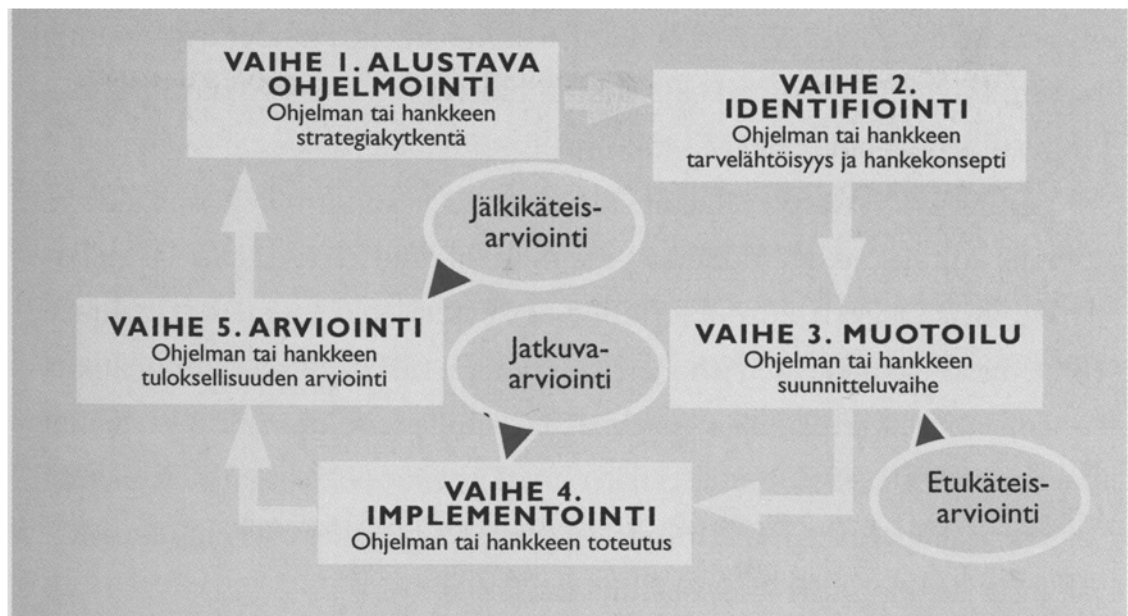 VAIHE 1. ALUSTAVA
OHJELMOINTI
Ohjelman tai hankkeen
strategiakytkentä
VAIHE 2.
IDENTIFIOINTI
Ohjelman tai hankkeen
tarvelähtöisyys ja hankekonsepti
Jälkikäteis-
arviointi
VAIHE 5. ARVIOINTI
Ohjelman tai hankkeen
tuloksellisuuden arviointi
Jatkuva-
arviointi
VAIHE 3. MUOTOILU
Ohjelman tai hankkeen
suunnitteluvaihe
VAIHE 4.
IMPLEMENTOINTI
Ohjelman tai hankkeen toteutus
Etukäteis-
arviointi